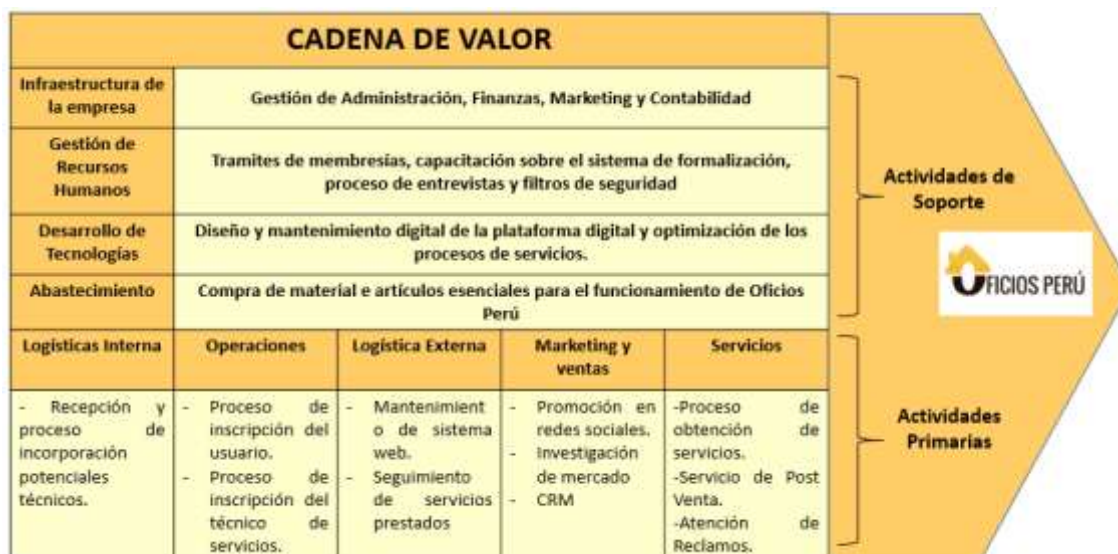 CADENA DE VALOR
Infraestructura de
la empresa
Gestión de Administración, Finanzas, Marketing y Contabilidad
Gestión de
Recursos
Humanos
Tramites de membresías, capacitación sobre el sistema de formalización,
proceso de entrevistas y filtros de seguridad
Desarrollo de
Tecnologías
Diseño y mantenimiento digital de la plataforma digital y optimización de los
procesos de servicios.
Abastecimiento
Compra de material e artículos esenciales para el funcionamiento de Oficios
Perú
Actividades de
Soporte
OFICIOS PERÚ
Logísticas Interna
Operaciones
Logística Externa
Marketing y
ventas
Servicios
- Recepción y
proceso de
incorporación
potenciales
técnicos.
- Proceso de
inscripción del
usuario.
- Proceso de
inscripción del
técnico de
servicios.
- Mantenimient
o de sistema
web.
- Seguimiento
de servicios
prestados
- Promoción en
redes sociales.
- Investigación
de mercado
- CRM
-Proceso de
obtención de
servicios.
-Servicio de Post
Venta.
-Atención de
Reclamos.
Actividades
Primarias